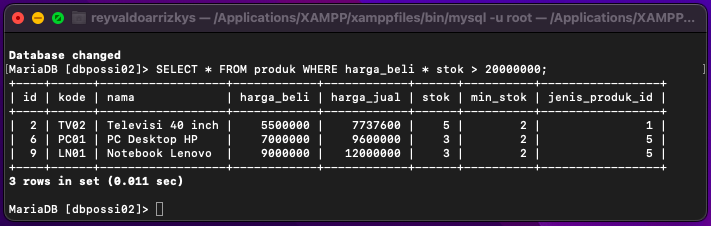 reyvaldoarrizkys — /Applications/XAMPP/xamppfiles/bin/mysql -u root — /Applications/XAMPP...
Database changed
MariaDB [dbpossi02]> SELECT * FROM produk WHERE harga_beli * stok > 20000000;
+----+------+------------------+------------+------------+------+----------+-----------------+
| id | kode | nama | harga_beli | harga_jual | stok | min_stok | jenis_produk_id |
+----+------+------------------+------------+------------+------+----------+-----------------+
| 2 | TV02 | Televisi 40 inch | 5500000 | 7737600 | 5 | 2 | 1 |
| 6 | PC01 | PC Desktop HP | 7000000 | 9600000 | 3 | 2 | 5 |
| 9 | LN01 | Notebook Lenovo | 9000000 | 12000000 | 3 | 2 | 5 |
+----+------+------------------+------------+------------+------+----------+-----------------+
3 rows in set (0.011 sec)
MariaDB [dbpossi02]>